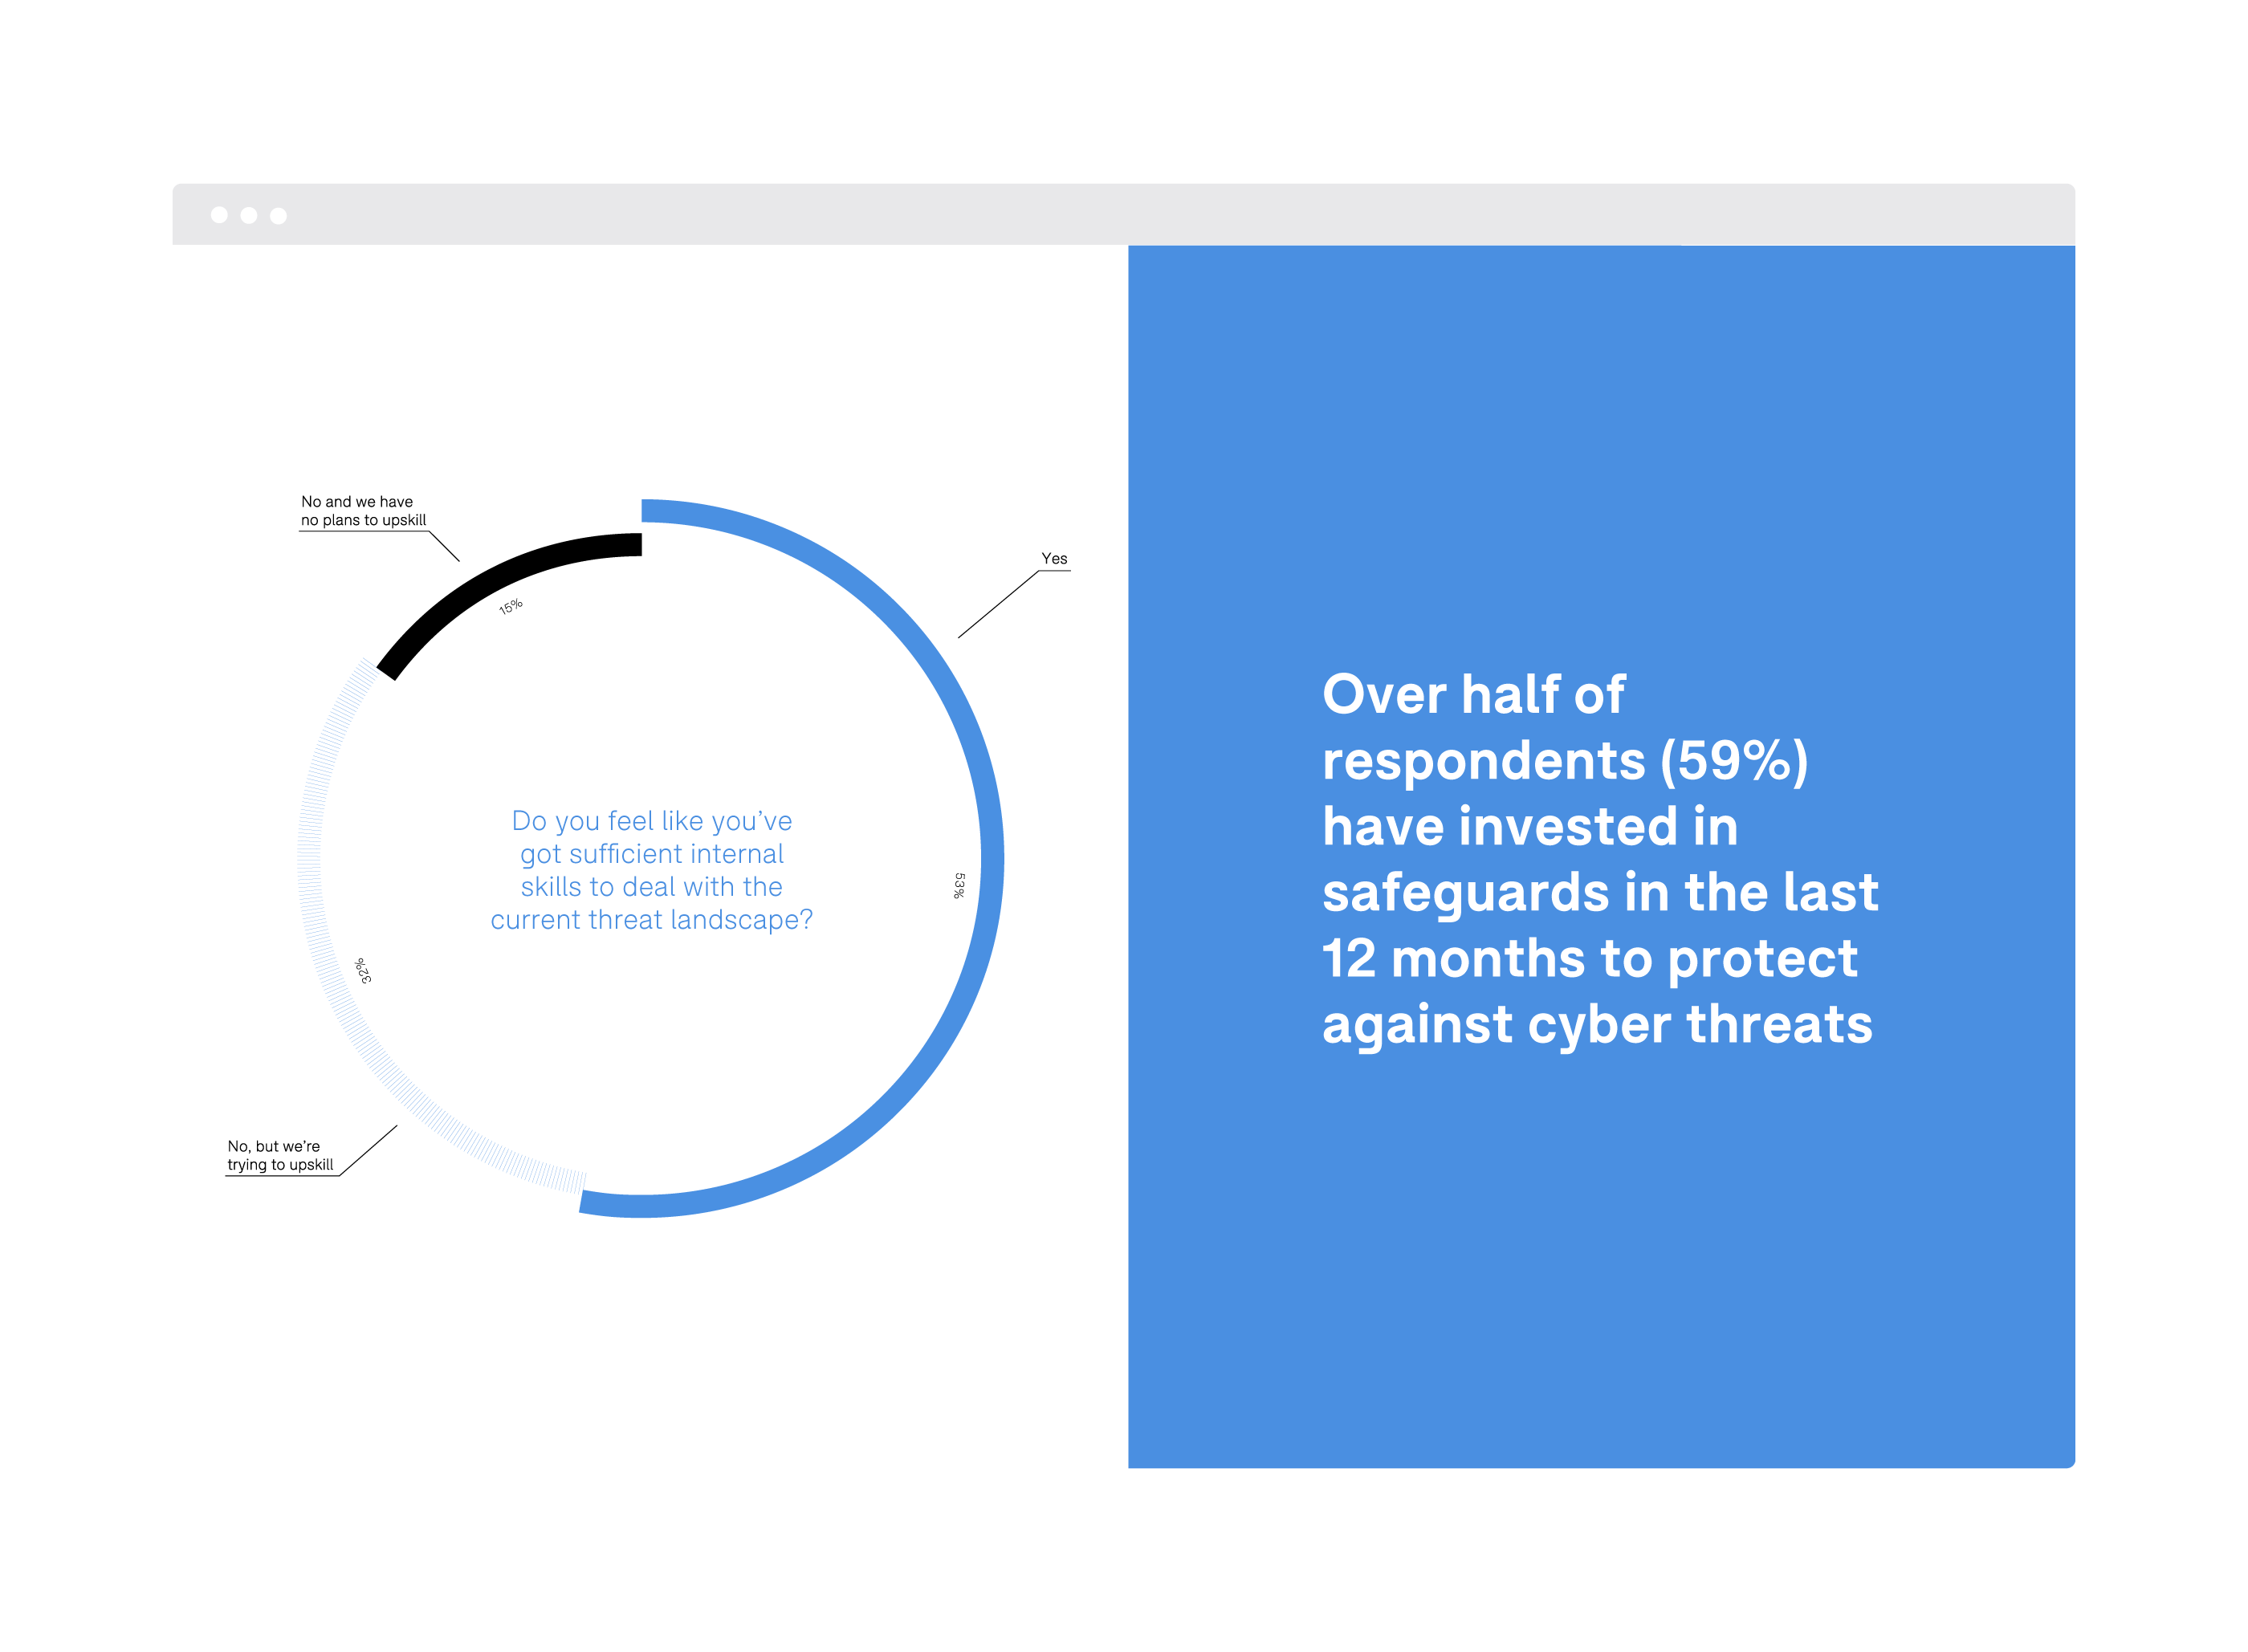 No and we have
no plans to upskill
Yes
15%
Do you feel like you’ve
got sufficient internal
skills to deal with the
current threat landscape?
53%
32%
No, but we’re
trying to upskill
Over half of
respondents (59%)
have invested in
safeguards in the last
12 months to protect
against cyber threats